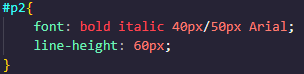 #p2{
font: bold italic 40px/50px Arial;
line-height: 60px;
}